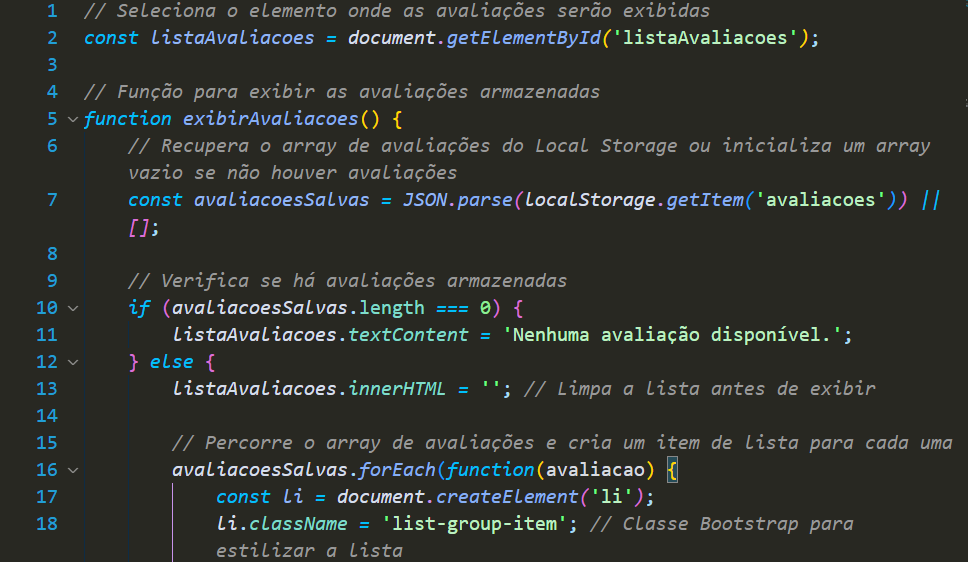 1 // Seleciona o elemento onde as avaliações serão exibidas
2 const listaAvaliacoes = document.getElementById('listaAvaliacoes');
3
4 // Função para exibir as avaliações armazenadas
5 function exibirAvaliacoes() {
6 // Recupera o array de avaliações do Local Storage ou inicializa um array
vazio se não houver avaliações
7 const avaliacoesSalvas = JSON.parse(localStorage.getItem('avaliacoes')) ||
[];
8
9 // Verifica se há avaliações armazenadas
10 if (avaliacoesSalvas.length === 0) {
11 listaAvaliacoes.textContent = 'Nenhuma avaliação disponível.';
12 } else {
13 listaAvaliacoes.innerHTML = ''; // Limpa a lista antes de exibir
14
15 // Percorre o array de avaliações e cria um item de lista para cada uma
16 avaliacoesSalvas.forEach(function(avaliacao) {
17 const li = document.createElement('li');
18 li.className = 'list-group-item'; // Classe Bootstrap para
estilizar a lista